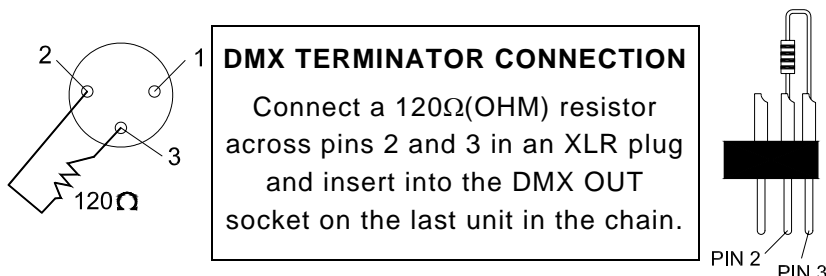 2
1
3
120Ω
DMX TERMINATOR CONNECTION
Connect a 120Ω(OHM) resistor
across pins 2 and 3 in an XLR plug
and insert into the DMX OUT
socket on the last unit in the chain.
PIN 2
PIN 3